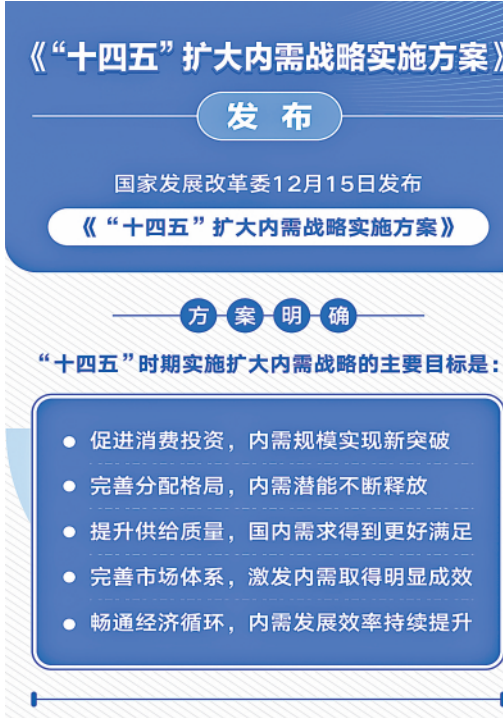 《“十四五”扩大内需战略实施方案》
发布
国家发展改革委12月15日发布
《“十四五”扩大内需战略实施方案》
方案明确
“十四五”时期实施扩大内需战略的主要目标是：
促进消费投资，内需规模实现新突破
完善分配格局，内需潜能不断释放
提升供给质量，国内需求得到更好满足
完善市场体系，激发内需取得明显成效
畅通经济循环，内需发展效率持续提升